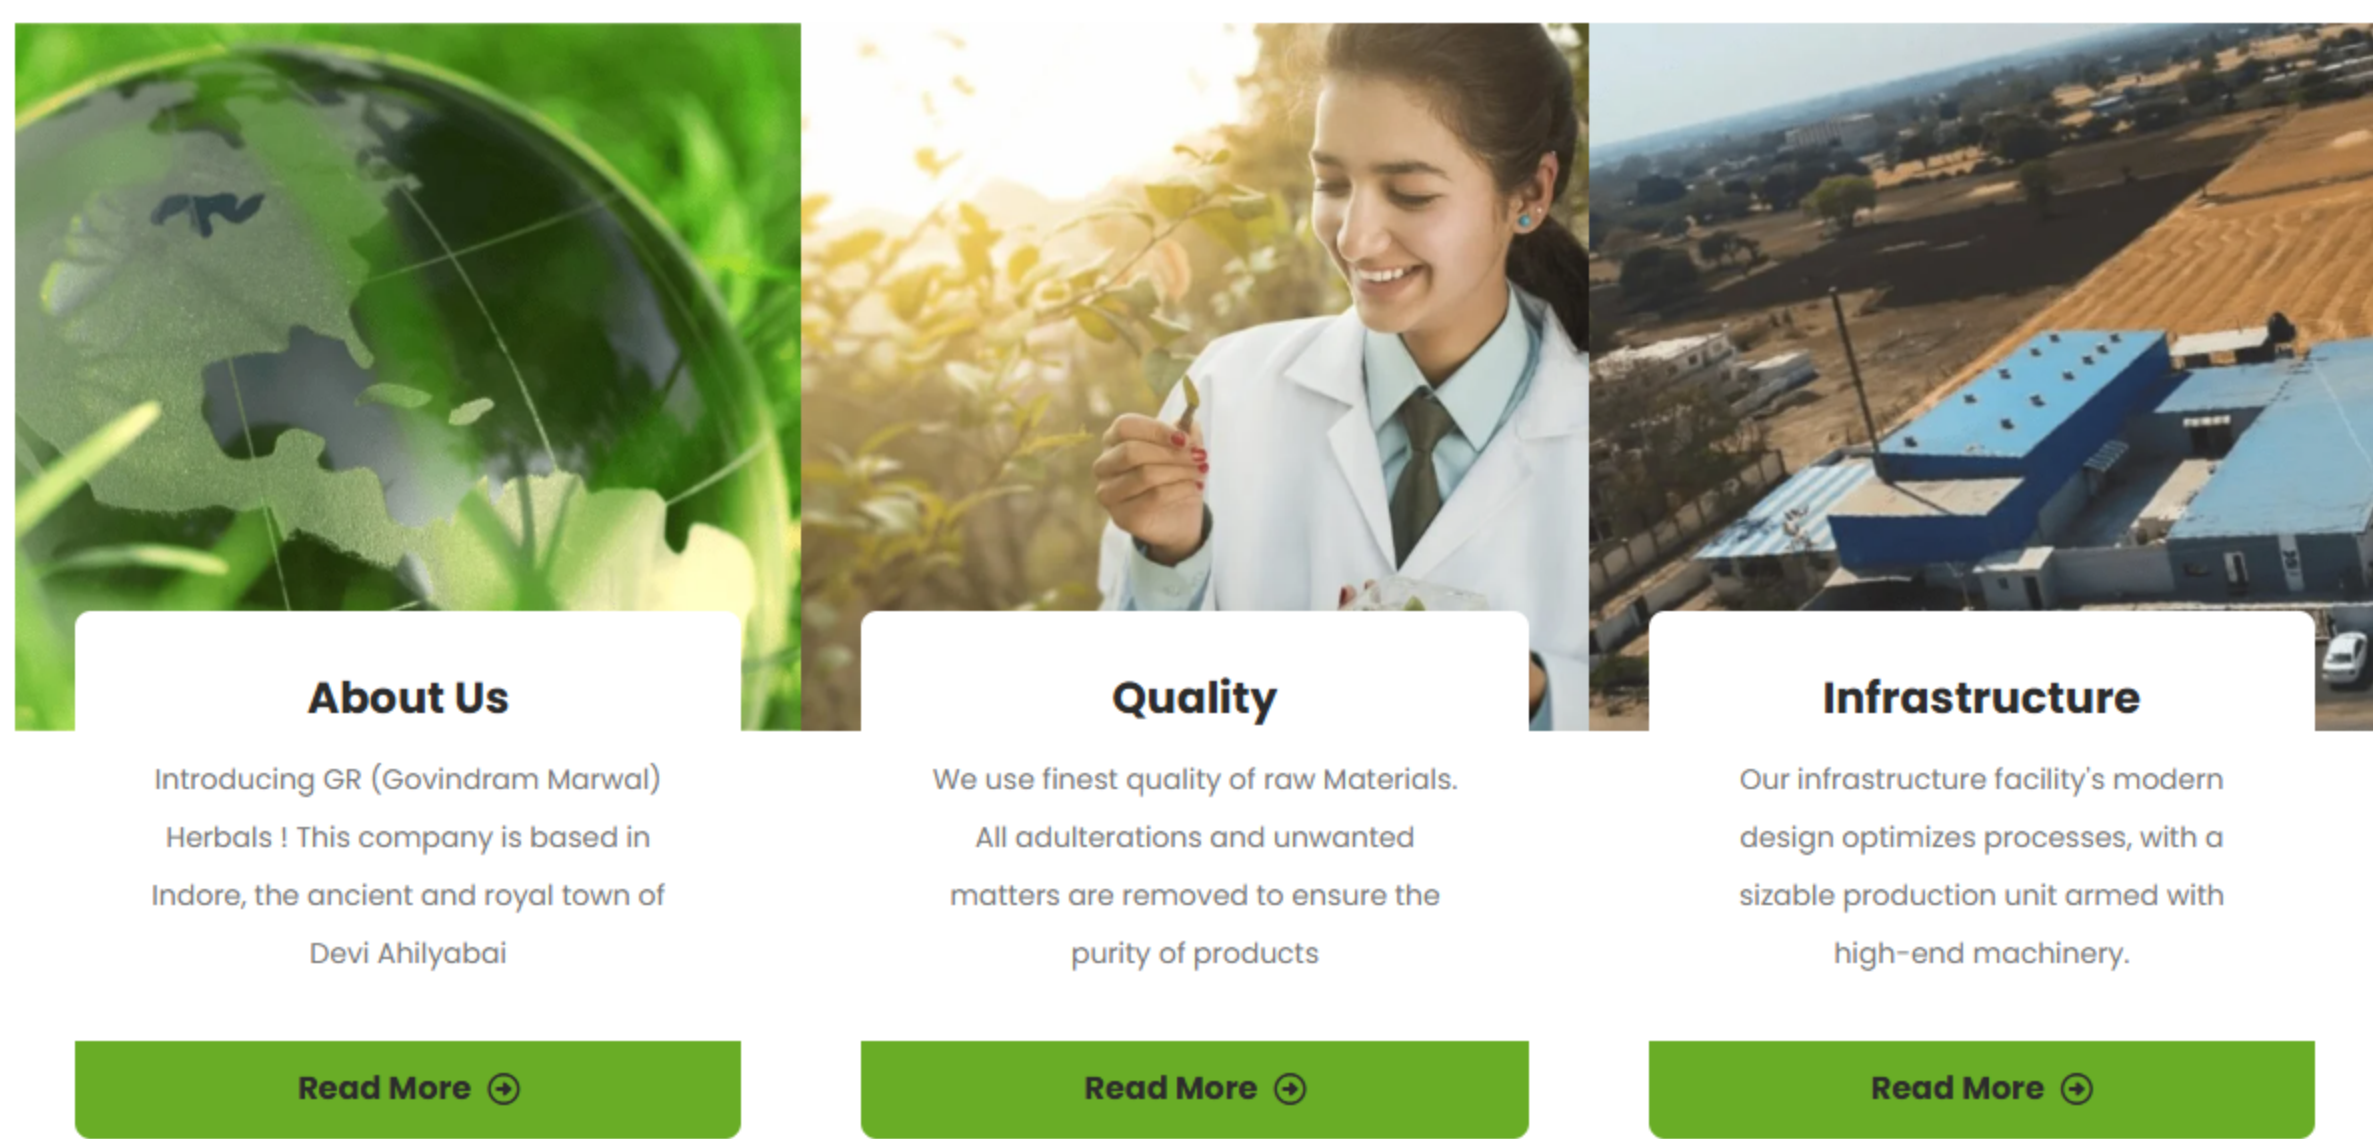 About Us
Introducing GR (Govindram Marwal)
Herbals ! This company is based in
Indore, the ancient and royal town of
Devi Ahilyabai
Read More
Quality
We use finest quality of raw Materials.
All adulterations and unwanted
matters are removed to ensure the
purity of products
Read More
Infrastructure
Our infrastructure facility's modern
design optimizes processes, with a
sizable production unit armed with
high-end machinery.
Read More